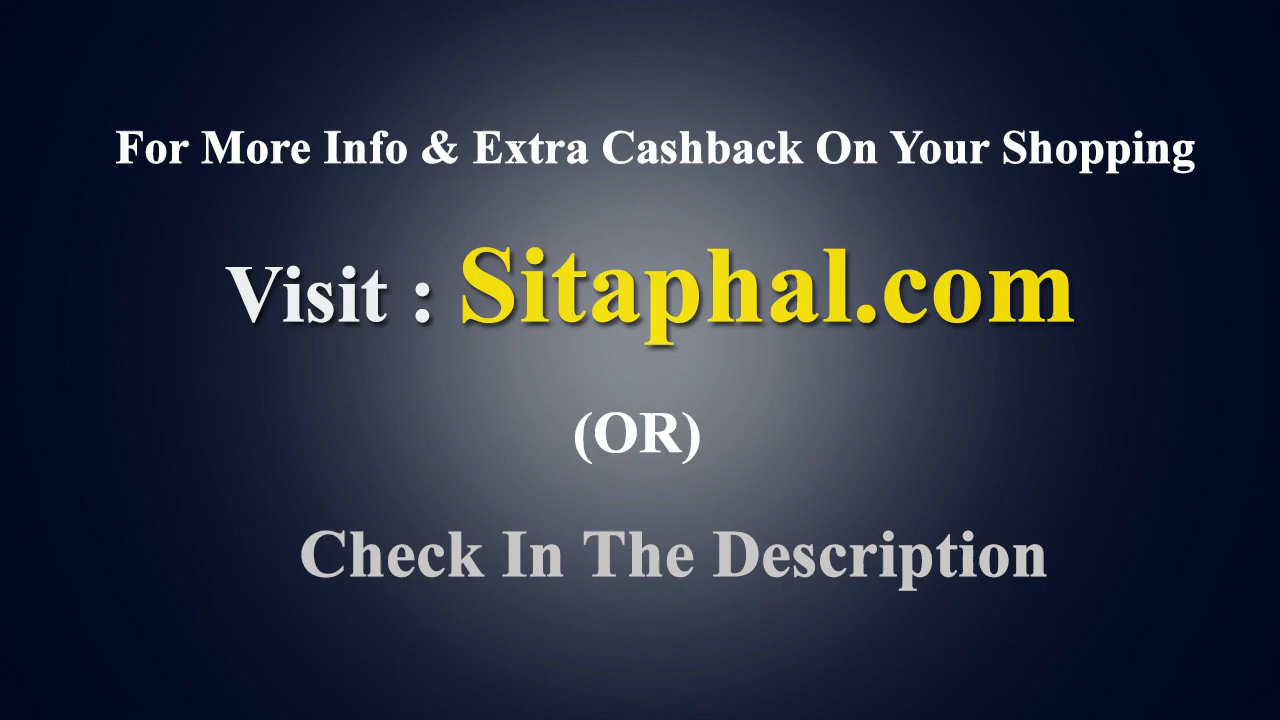 For More Info & Extra Cashback On Your Shopping
Visit : Sitaphal.com
(OR)
Check In The Description